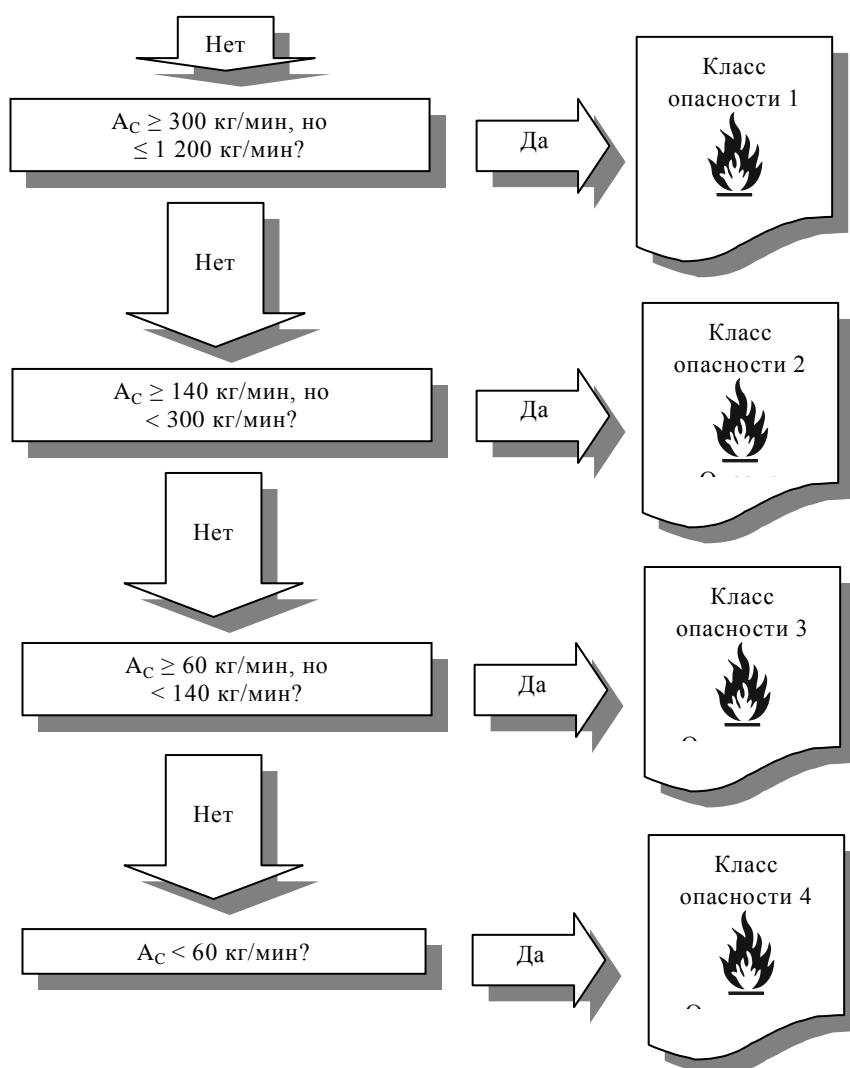 Нет
A_C ≥ 300 кг/мин, но
≤ 1 200 кг/мин?
Да
Класс
опасности 1
Нет
A_C ≥ 140 кг/мин, но
< 300 кг/мин?
Да
Класс
опасности 2
Нет
A_C ≥ 60 кг/мин, но
< 140 кг/мин?
Да
Класс
опасности 3
Нет
A_C < 60 кг/мин?
Да
Класс
опасности 4